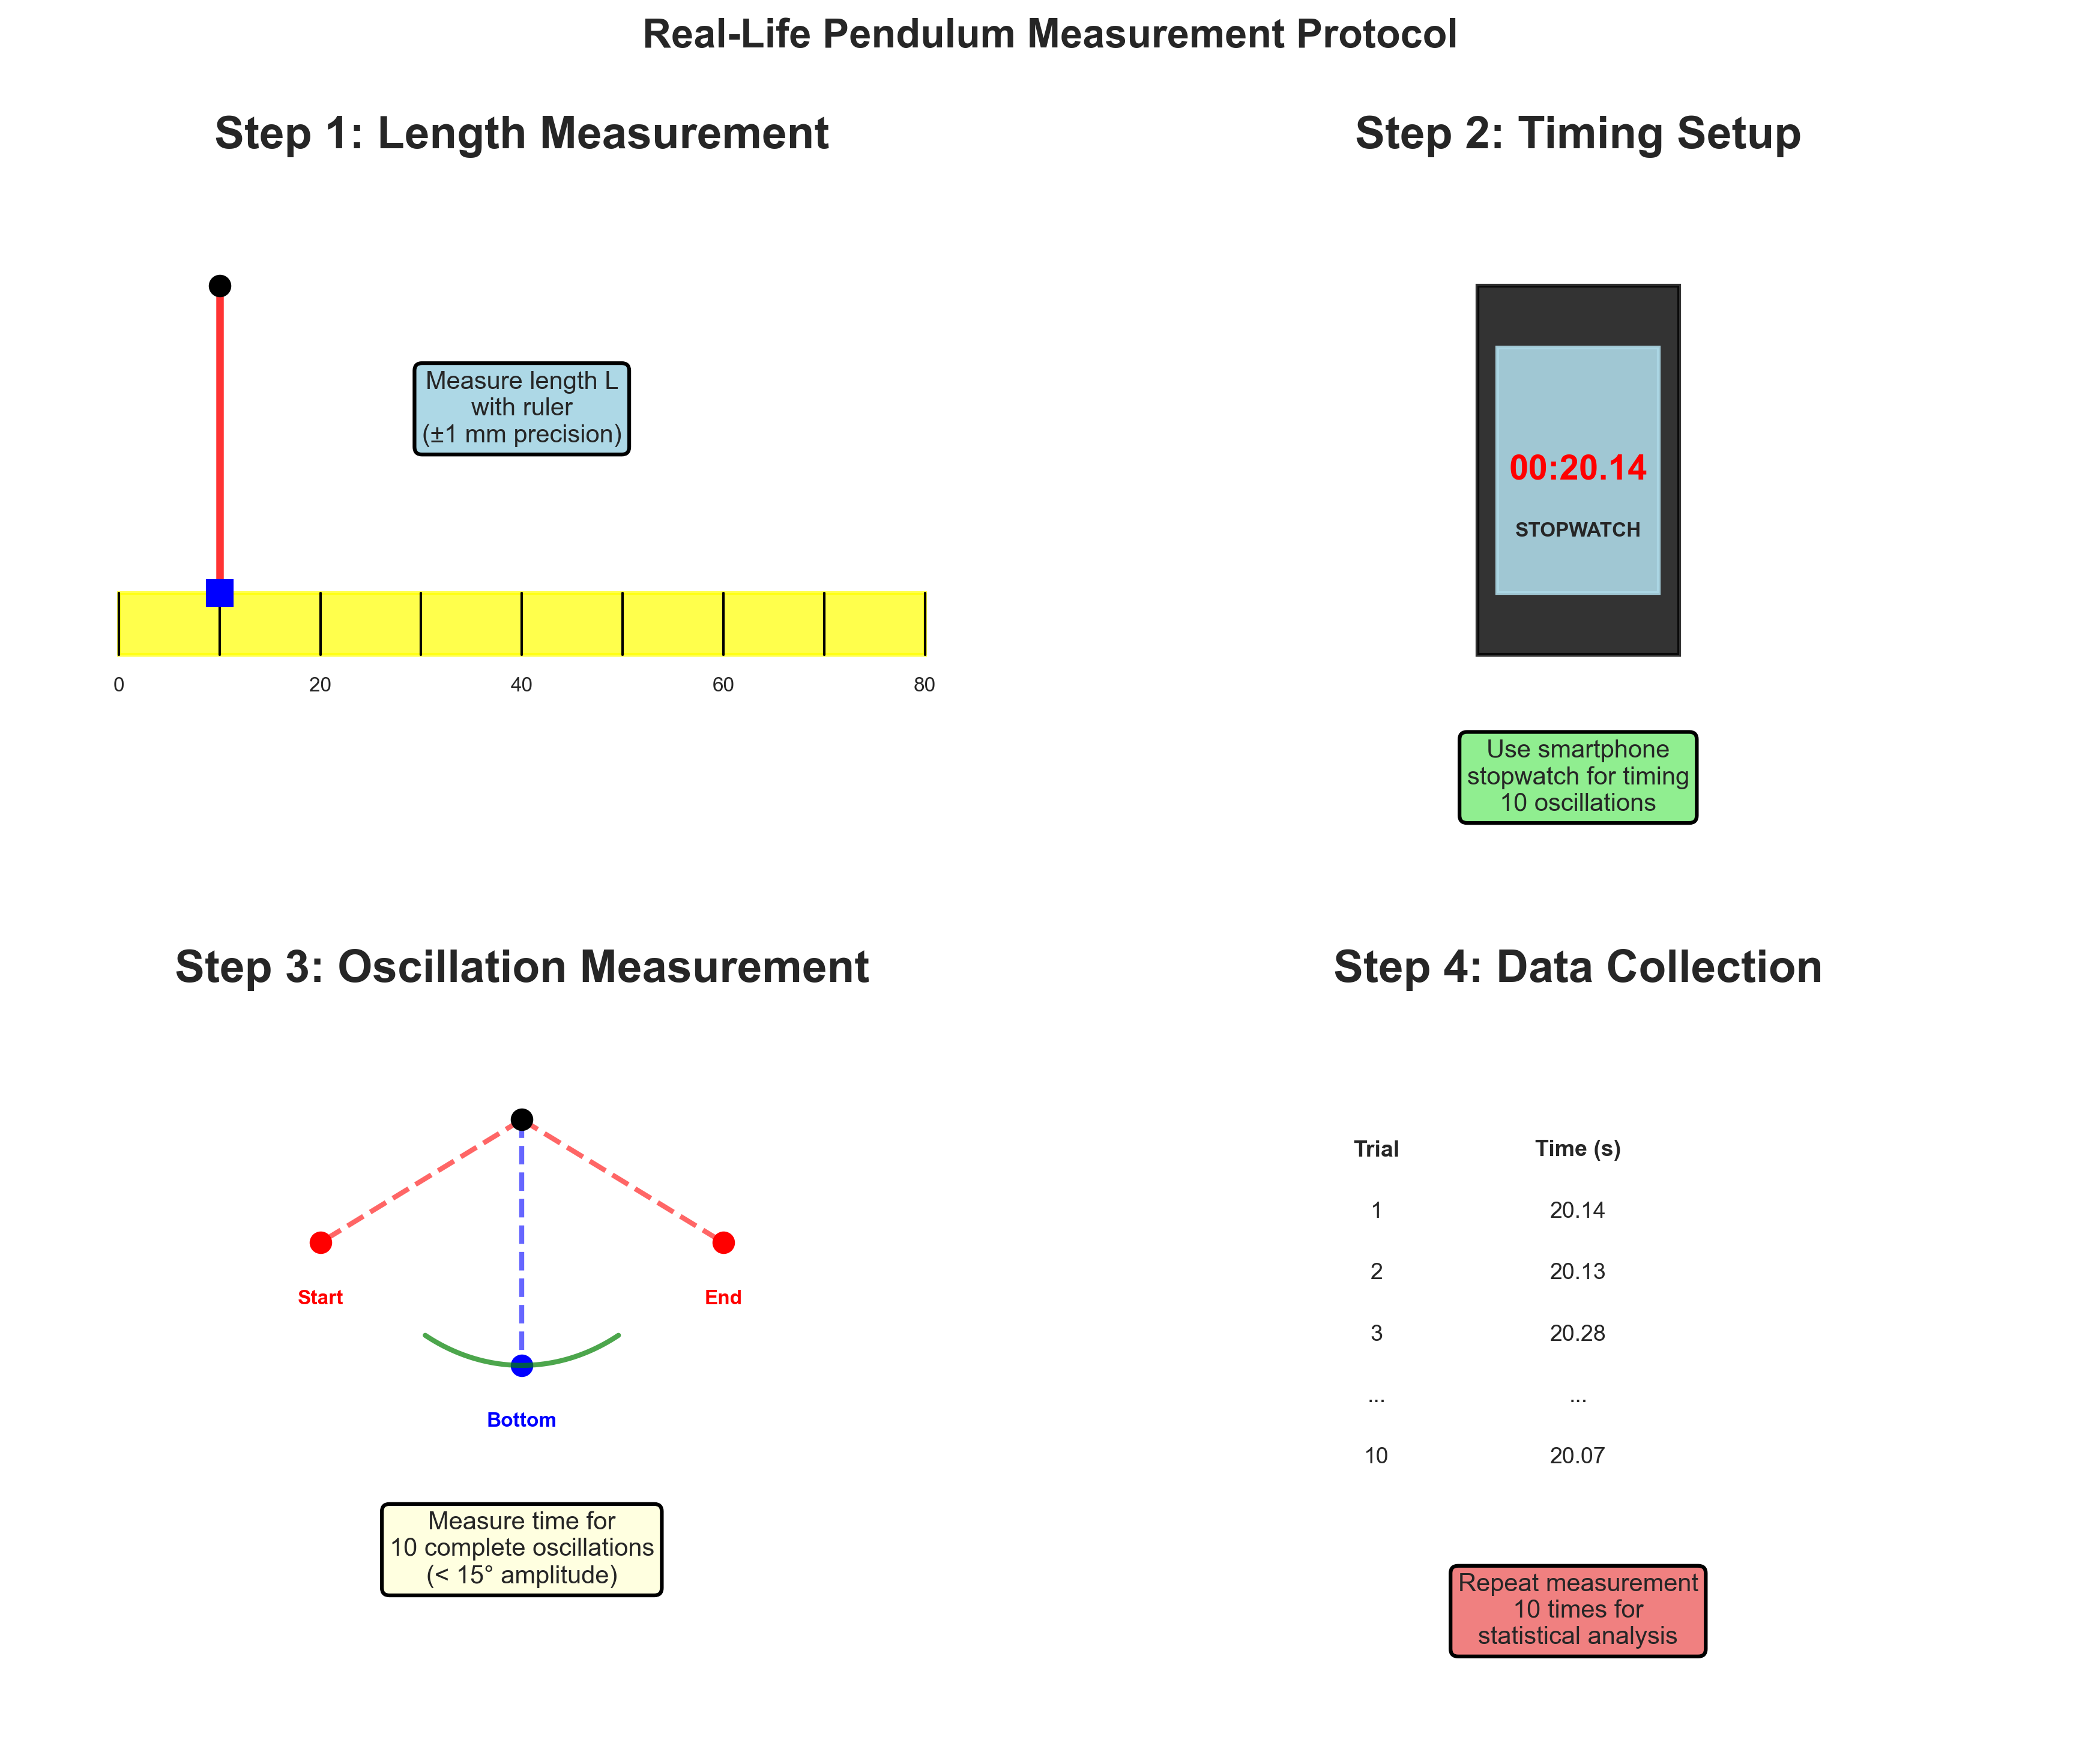 Real-Life Pendulum Measurement Protocol
Step 1: Length Measurement
Measure length L
with ruler
(±1 mm precision)
0 20 40 60 80
Step 2: Timing Setup
00:20.14
STOPWATCH
Use smartphone
stopwatch for timing
10 oscillations
Step 3: Oscillation Measurement
Start End
Bottom
Measure time for
10 complete oscillations
(< 15° amplitude)
Step 4: Data Collection
Trial Time (s)
1 20.14
2 20.13
3 20.28
... ...
10 20.07
Repeat measurement
10 times for
statistical analysis